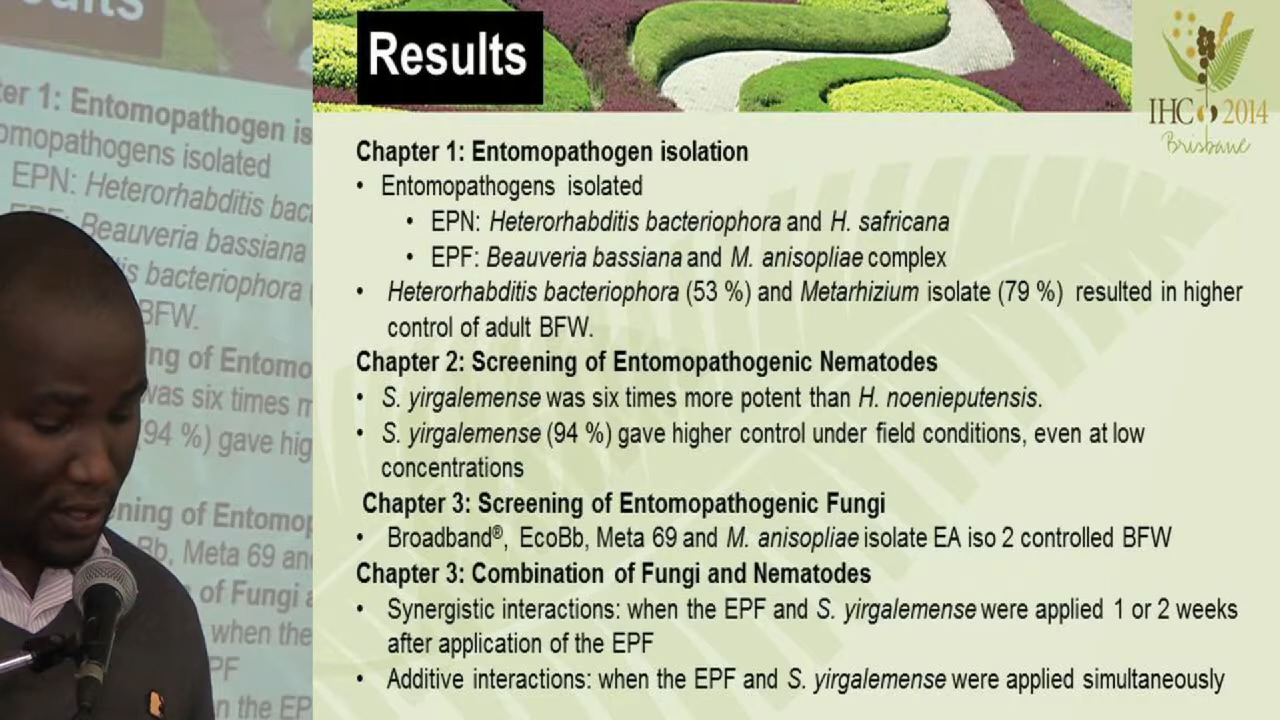 Results
IHC 2014
Brisbane
Chapter 1: Entomopathogen isolation
• Entomopathogens isolated
• EPN: Heterorhabditis bacteriophora and H. safricana
• EPF: Beauveria bassiana and M. anisopliae complex
• Heterorhabditis bacteriophora (53 %) and Metarhizium isolate (79 %) resulted in higher
control of adult BFW.
Chapter 2: Screening of Entomopathogenic Nematodes
• S. yirgalemense was six times more potent than H. noenieputensis.
• S. yirgalemense (94 %) gave higher control under field conditions, even at low
concentrations
Chapter 3: Screening of Entomopathogenic Fungi
• Broadband®, EcoBb, Meta 69 and M. anisopliae isolate EA iso 2 controlled BFW
Chapter 3: Combination of Fungi and Nematodes
• Synergistic interactions: when the EPF and S. yirgalemense were applied 1 or 2 weeks
after application of the EPF
• Additive interactions: when the EPF and S. yirgalemense were applied simultaneously
ults
ter 1: Entomopathogen is
omopathogens isolated
EPN: Heterorhabditis bac
EPF: Beauveria bassiana
is bacteriophora
BFW.
ing of Entomo
was six times m
(94 %) gave hig
ening of Entomop
Bb, Meta 69 an
of Fungi a
when the
PF
n the EP